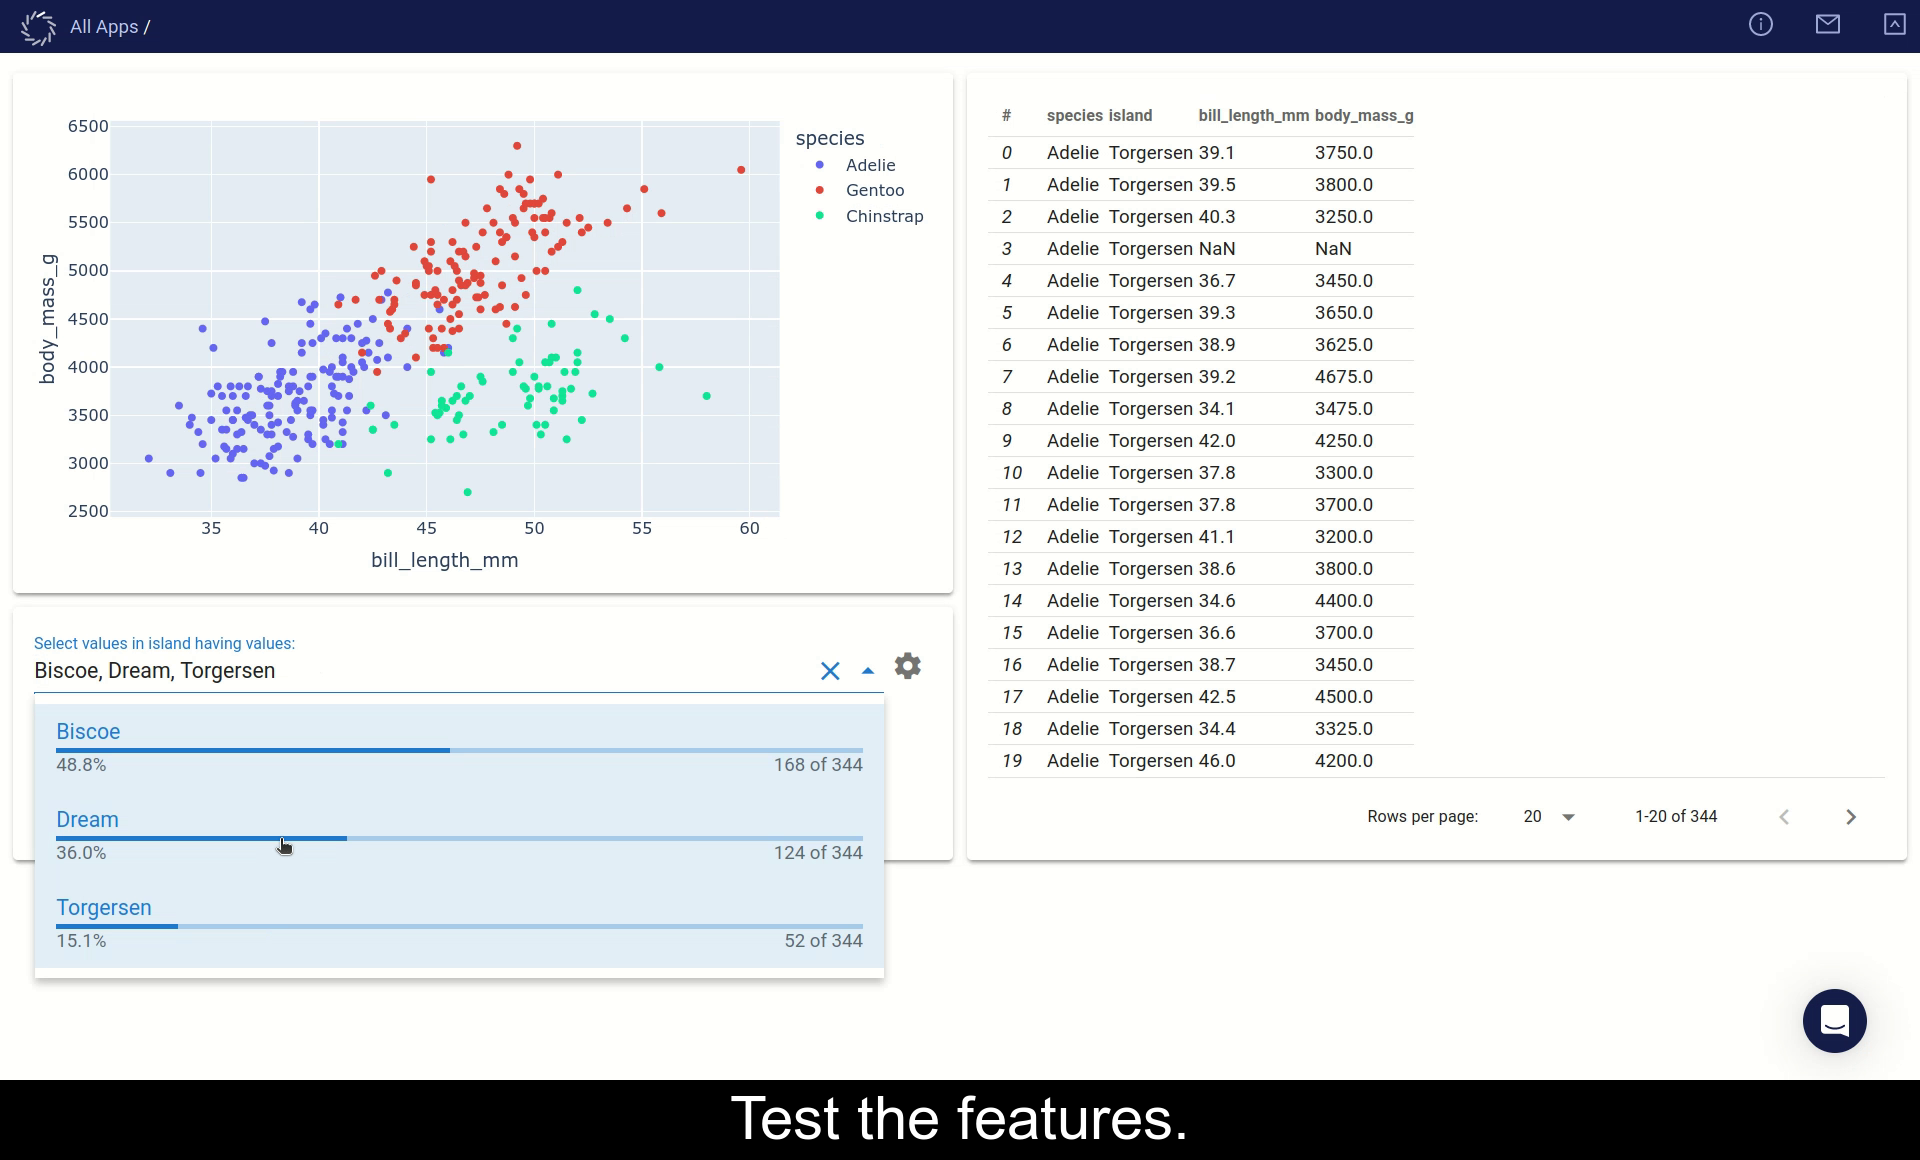 All Apps /
6500
6000
5500
5000
4500
4000
3500
3000
2500
body_mass_g
35 40 45 50 55 60
bill_length_mm
species
Adelie
Gentoo
Chinstrap
Select values in island having values:
Biscoe, Dream, Torgersen
Biscoe
48.8% 168 of 344
Dream
36.0% 124 of 344
Torgersen
15.1% 52 of 344
# species island bill_length_mm body_mass_g
0 Adelie Torgersen 39.1 3750.0
1 Adelie Torgersen 39.5 3800.0
2 Adelie Torgersen 40.3 3250.0
3 Adelie Torgersen NaN NaN
4 Adelie Torgersen 36.7 3450.0
5 Adelie Torgersen 39.3 3650.0
6 Adelie Torgersen 38.9 3625.0
7 Adelie Torgersen 39.2 4675.0
8 Adelie Torgersen 34.1 3475.0
9 Adelie Torgersen 42.0 4250.0
10 Adelie Torgersen 37.8 3300.0
11 Adelie Torgersen 37.8 3700.0
12 Adelie Torgersen 41.1 3200.0
13 Adelie Torgersen 38.6 3800.0
14 Adelie Torgersen 34.6 4400.0
15 Adelie Torgersen 36.6 3700.0
16 Adelie Torgersen 38.7 3450.0
17 Adelie Torgersen 42.5 4500.0
18 Adelie Torgersen 34.4 3325.0
19 Adelie Torgersen 46.0 4200.0
Rows per page: 20 1-20 of 344
Test the features.